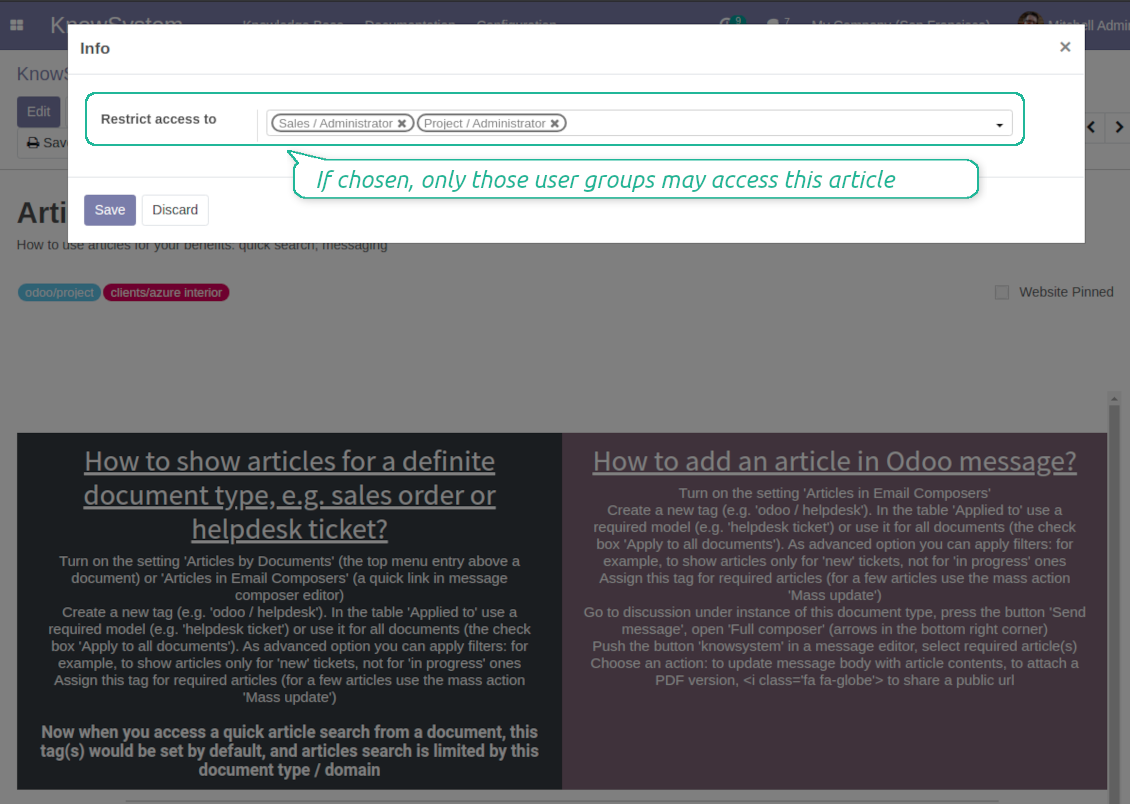 KnowSystem Knowledge Base Documentation Configuration 9 7 My Company (San Francisco) Mitchell Admin
Info ×
KnowS
Edit
Restrict access to Sales / Administrator × Project / Administrator ×
Sav
If chosen, only those user groups may access this article
Save Discard
Arti
How to use articles for your benefits: quick search, messaging
odoo/project clients/azure interior Website Pinned
How to show articles for a definite
document type, e.g. sales order or
helpdesk ticket?
Turn on the setting 'Articles by Documents' (the top menu entry above a
document) or 'Articles in Email Composers' (a quick link in message
composer editor)
Create a new tag (e.g. 'odoo / helpdesk'). In the table 'Applied to' use a
required model (e.g. 'helpdesk ticket') or use it for all documents (the check
box 'Apply to all documents'). As advanced option you can apply filters: for
example, to show articles only for 'new' tickets, not for 'in progress' ones
Assign this tag for required articles (for a few articles use the mass action
'Mass update')
Now when you access a quick article search from a document, this
tag(s) would be set by default, and articles search is limited by this
document type / domain
How to add an article in Odoo message?
Turn on the setting 'Articles in Email Composers'
Create a new tag (e.g. 'odoo / helpdesk'). In the table 'Applied to' use a
required model (e.g. 'helpdesk ticket') or use it for all documents (the check
box 'Apply to all documents'). As advanced option you can apply filters: for
example, to show articles only for 'new' tickets, not for 'in progress' ones
Assign this tag for required articles (for a few articles use the mass action
'Mass update')
Go to discussion under instance of this document type, press the button 'Send
message', open 'Full composer' (arrows in the bottom right corner)
Push the button 'knowsystem' in a message editor, select required article(s)
Choose an action: to update message body with article contents, to attach a
PDF version, <i class='fa fa-globe'> to share a public url